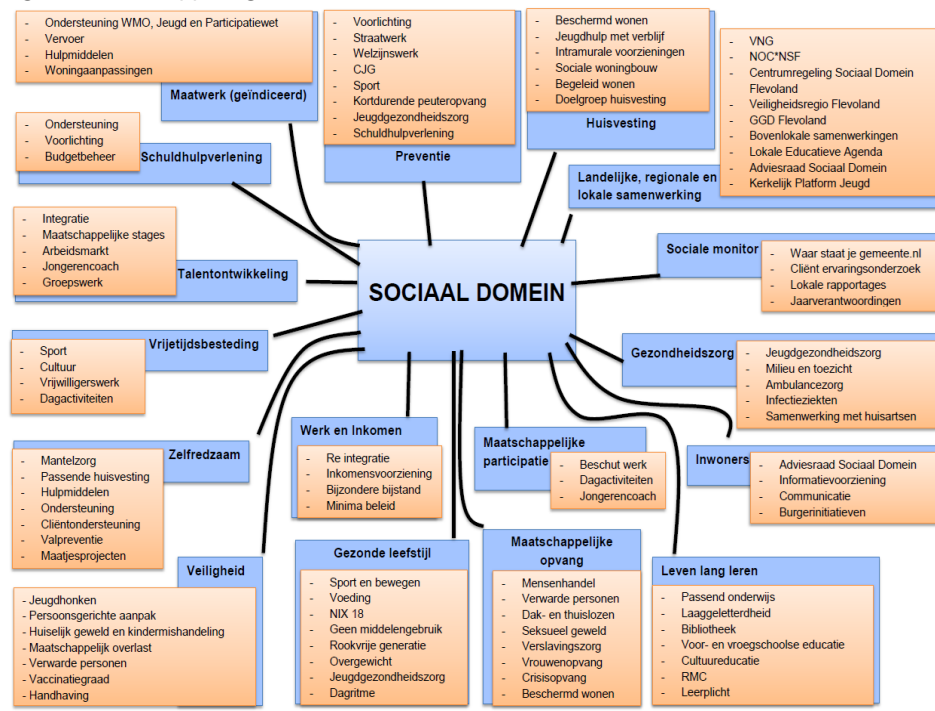 - Ondersteuning WMO, Jeugd en Participatiewet
- Vervoer
- Hulpmiddelen
- Woningaanpassingen
Maatwerk (geïndiceerd)
- Voorlichting
- Straatwerk
- Welzijnswerk
- CJG
- Sport
- Kortdurende peuteropvang
- Jeugdgezondheidszorg
- Schuldhulpverlening
Preventie
- Beschermd wonen
- Jeugdhulp met verblijf
- Intramurale voorzieningen
- Sociale woningbouw
- Begeleid wonen
- Doelgroep huisvesting
Huisvesting
- VNG
- NOC*NSF
- Centrumregeling Sociaal Domein
Flevoland
- Veiligheidsregio Flevoland
- GGD Flevoland
- Bovenlokale samenwerkingen
- Lokale Educatieve Agenda
- Adviesraad Sociaal Domein
- Kerkelijk Platform Jeugd
Landelijke, regionale en
lokale samenwerking
- Ondersteuning
- Voorlichting
- Budgetbeheer
Schuldhulpverlening
- Integratie
- Maatschappelijke stages
- Arbeidsmarkt
- Jongerencoach
- Groepswerk
Talentontwikkeling
SOCIAAL DOMEIN
Sociale monitor
- Waar staat je gemeente.nl
- Cliënt ervaringsonderzoek
- Lokale rapportages
- Jaarverantwoordingen
Vrijetijdsbesteding
- Sport
- Cultuur
- Vrijwilligerswerk
- Dagactiviteiten
Gezondheidszorg
- Jeugdgezondheidszorg
- Milieu en toezicht
- Ambulancezorg
- Infectieziekten
- Samenwerking met huisartsen
Zelfredzaam
- Mantelzorg
- Passende huisvesting
- Hulpmiddelen
- Ondersteuning
- Cliëntondersteuning
- Valpreventie
- Maatjesprojecten
Werk en Inkomen
- Re integratie
- Inkomensvoorziening
- Bijzondere bijstand
- Minima beleid
Maatschappelijke
participatie
- Beschut werk
- Dagactiviteiten
- Jongerencoach
Inwoners
- Adviesraad Sociaal Domein
- Informatievoorziening
- Communicatie
- Burgerinitiatieven
Veiligheid
- Jeugdhonken
- Persoonsgerichte aanpak
- Huiselijk geweld en kindermishandeling
- Maatschappelijk overlast
- Verwarde personen
- Vaccinatiegraad
- Handhaving
Gezonde leefstijl
- Sport en bewegen
- Voeding
- NIX 18
- Geen middelengebruik
- Rookvrije generatie
- Overgewicht
- Jeugdgezondheidszorg
- Dagritme
Maatschappelijke
opvang
- Mensenhandel
- Verwarde personen
- Dak- en thuislozen
- Seksueel geweld
- Verslavingszorg
- Vrouwenopvang
- Crisisopvang
- Beschermd wonen
Leven lang leren
- Passend onderwijs
- Laaggeletterdheid
- Bibliotheek
- Voor- en vroegschoolse educatie
- Cultuureducatie
- RMC
- Leerplicht